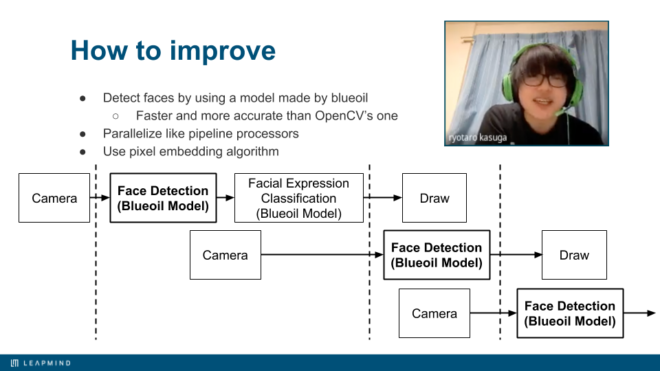 How to improve
● Detect faces by using a model made by blueoil
○ Faster and more accurate than OpenCV's one
● Parallelize like pipeline processors
● Use pixel embedding algorithm
ryotaro kasuga
Camera
Face Detection
(Blueoil Model)
Facial Expression
Classification
(Blueoil Model)
Draw
Camera
Face Detection
(Blueoil Model)
Draw
Camera
Face Detection
(Blueoil Model)
LEAPMIND